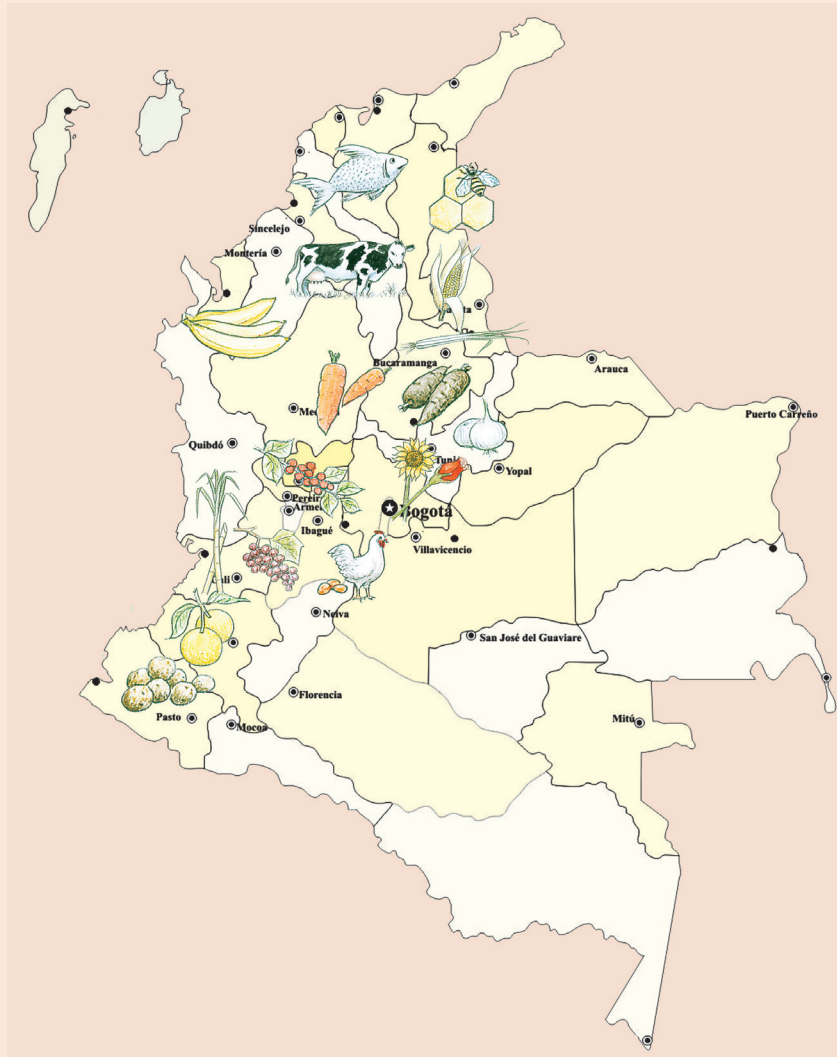 Sincelejo
Montería
Bucaramanga
Arauca
Puerto Carreño
Quibdó
Yopal
Bogotá
Ibagué
Villavicencio
Neiva
San José del Guaviare
Florencia
Pasto
Mocoa
Mitú